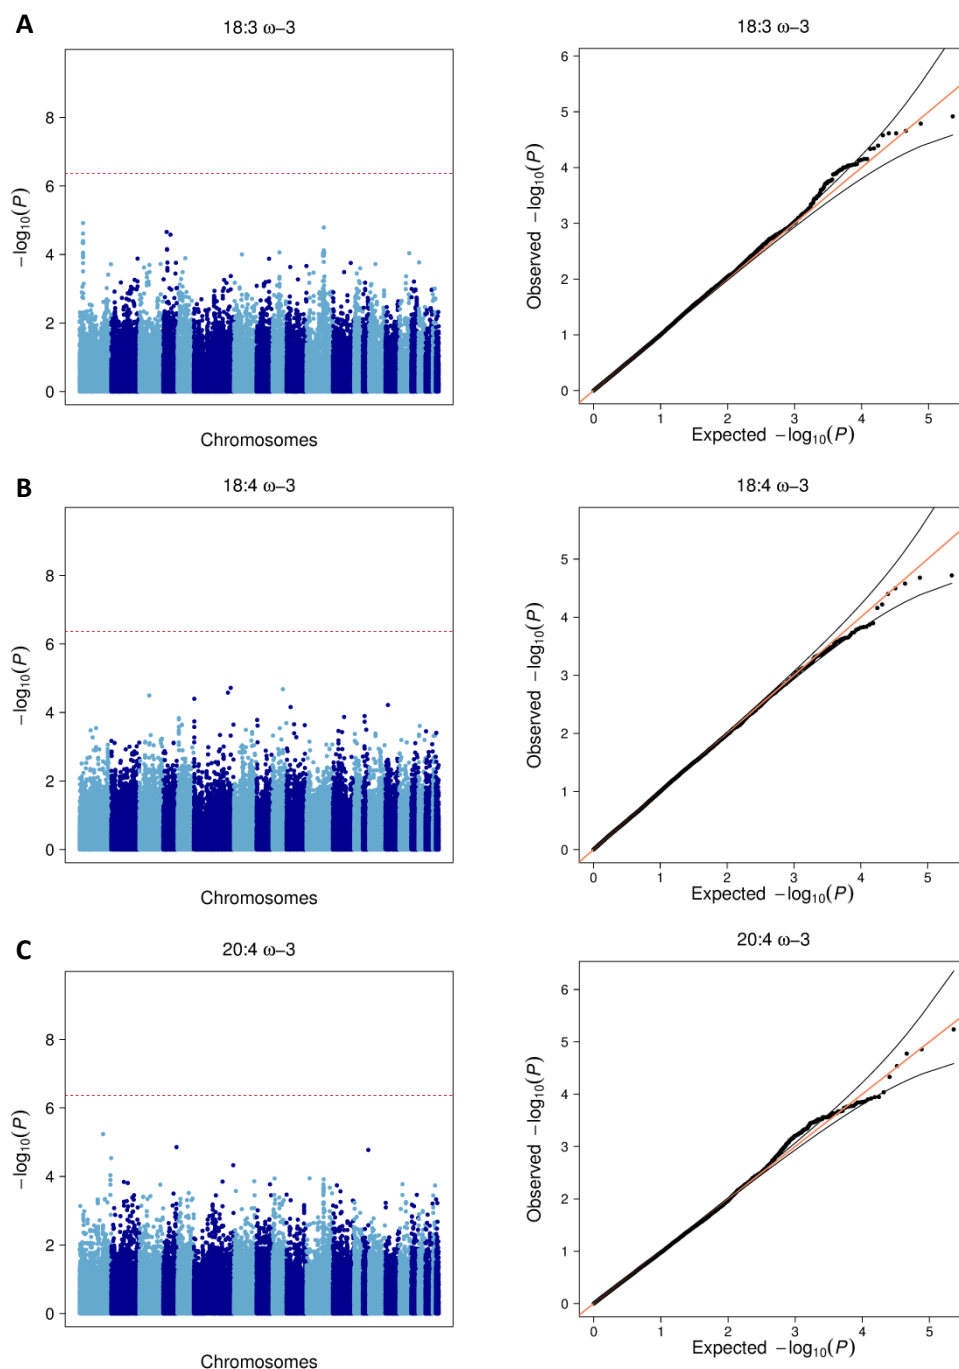 A
18:3 ω–3
−log10(P)
8
6
4
2
0
Chromosomes
18:3 ω–3
Observed −log10(P)
6
5
4
3
2
1
0
0 1 2 3 4 5
Expected −log10(P)
B
18:4 ω–3
−log10(P)
8
6
4
2
0
Chromosomes
18:4 ω–3
Observed −log10(P)
5
4
3
2
1
0
0 1 2 3 4 5
Expected −log10(P)
C
20:4 ω–3
−log10(P)
8
6
4
2
0
Chromosomes
20:4 ω–3
Observed −log10(P)
6
5
4
3
2
1
0
0 1 2 3 4 5
Expected −log10(P)